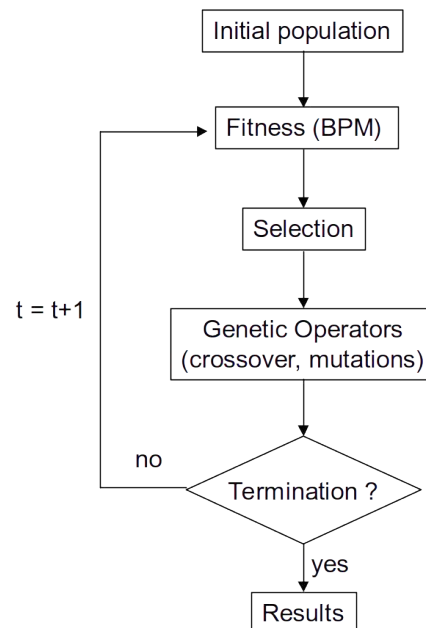 Initial population
Fitness (BPM)
Selection
t = t+1
Genetic Operators
(crossover, mutations)
no
Termination ?
yes
Results